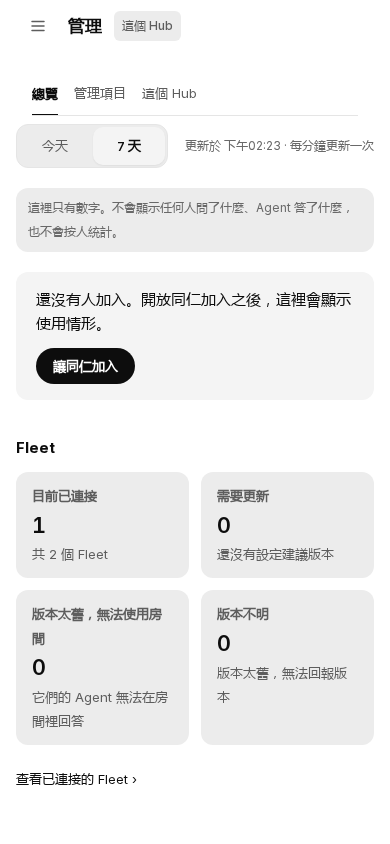 管理 這個 Hub
總覽 管理項目 這個 Hub
今天 7 天 更新於 下午02:23 · 每分鐘更新一次
這裡只有數字。不會顯示任何人問了什麼、Agent 答了什麼，
也不會按人統計。
還沒有人加入。開放同仁加入之後，這裡會顯示
使用情形。
讓同仁加入
Fleet
目前已連接
1
共 2 個 Fleet
需要更新
0
還沒有設定建議版本
版本太舊，無法使用房
間
0
它們的 Agent 無法在房
間裡回答
版本不明
0
版本太舊，無法回報版
本
查看已連接的 Fleet ›